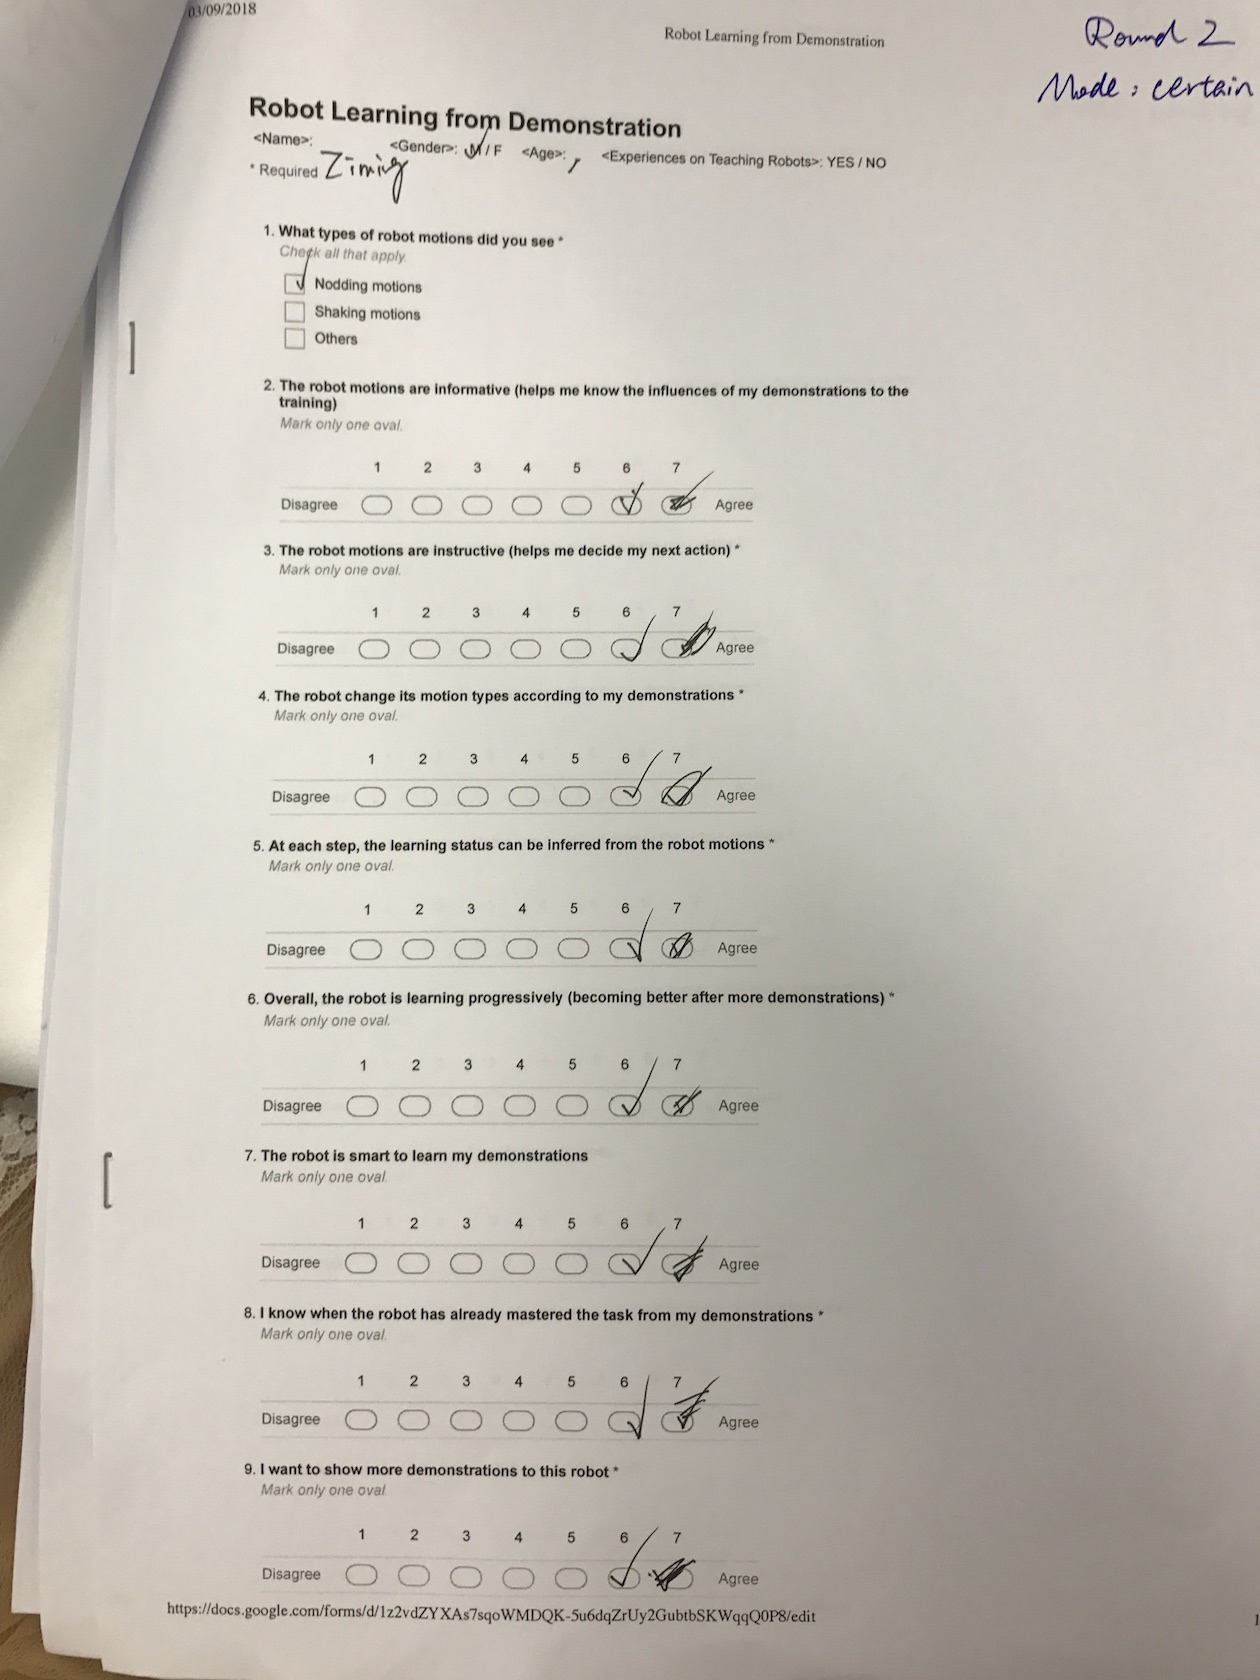 03/09/2018
Robot Learning from Demonstration
Round 2
Mode: certain
Robot Learning from Demonstration
<Name>: <Gender>: M / F <Age>: <Experiences on Teaching Robots>: YES / NO
* Required Ziming
1. What types of robot motions did you see *
Check all that apply.
Nodding motions
Shaking motions
Others
2. The robot motions are informative (helps me know the influences of my demonstrations to the
training)
Mark only one oval.
1 2 3 4 5 6 7
Disagree Agree
3. The robot motions are instructive (helps me decide my next action) *
Mark only one oval.
1 2 3 4 5 6 7
Disagree Agree
4. The robot change its motion types according to my demonstrations *
Mark only one oval.
1 2 3 4 5 6 7
Disagree Agree
5. At each step, the learning status can be inferred from the robot motions *
Mark only one oval.
1 2 3 4 5 6 7
Disagree Agree
6. Overall, the robot is learning progressively (becoming better after more demonstrations) *
Mark only one oval.
1 2 3 4 5 6 7
Disagree Agree
7. The robot is smart to learn my demonstrations
Mark only one oval.
1 2 3 4 5 6 7
Disagree Agree
8. I know when the robot has already mastered the task from my demonstrations *
Mark only one oval.
1 2 3 4 5 6 7
Disagree Agree
9. I want to show more demonstrations to this robot *
Mark only one oval.
1 2 3 4 5 6 7
Disagree Agree
https://docs.google.com/forms/d/1z2vdZYXAs7sqoWMDQK-5u6dqZrUy2GubtbSKWqqQ0P8/edit
1